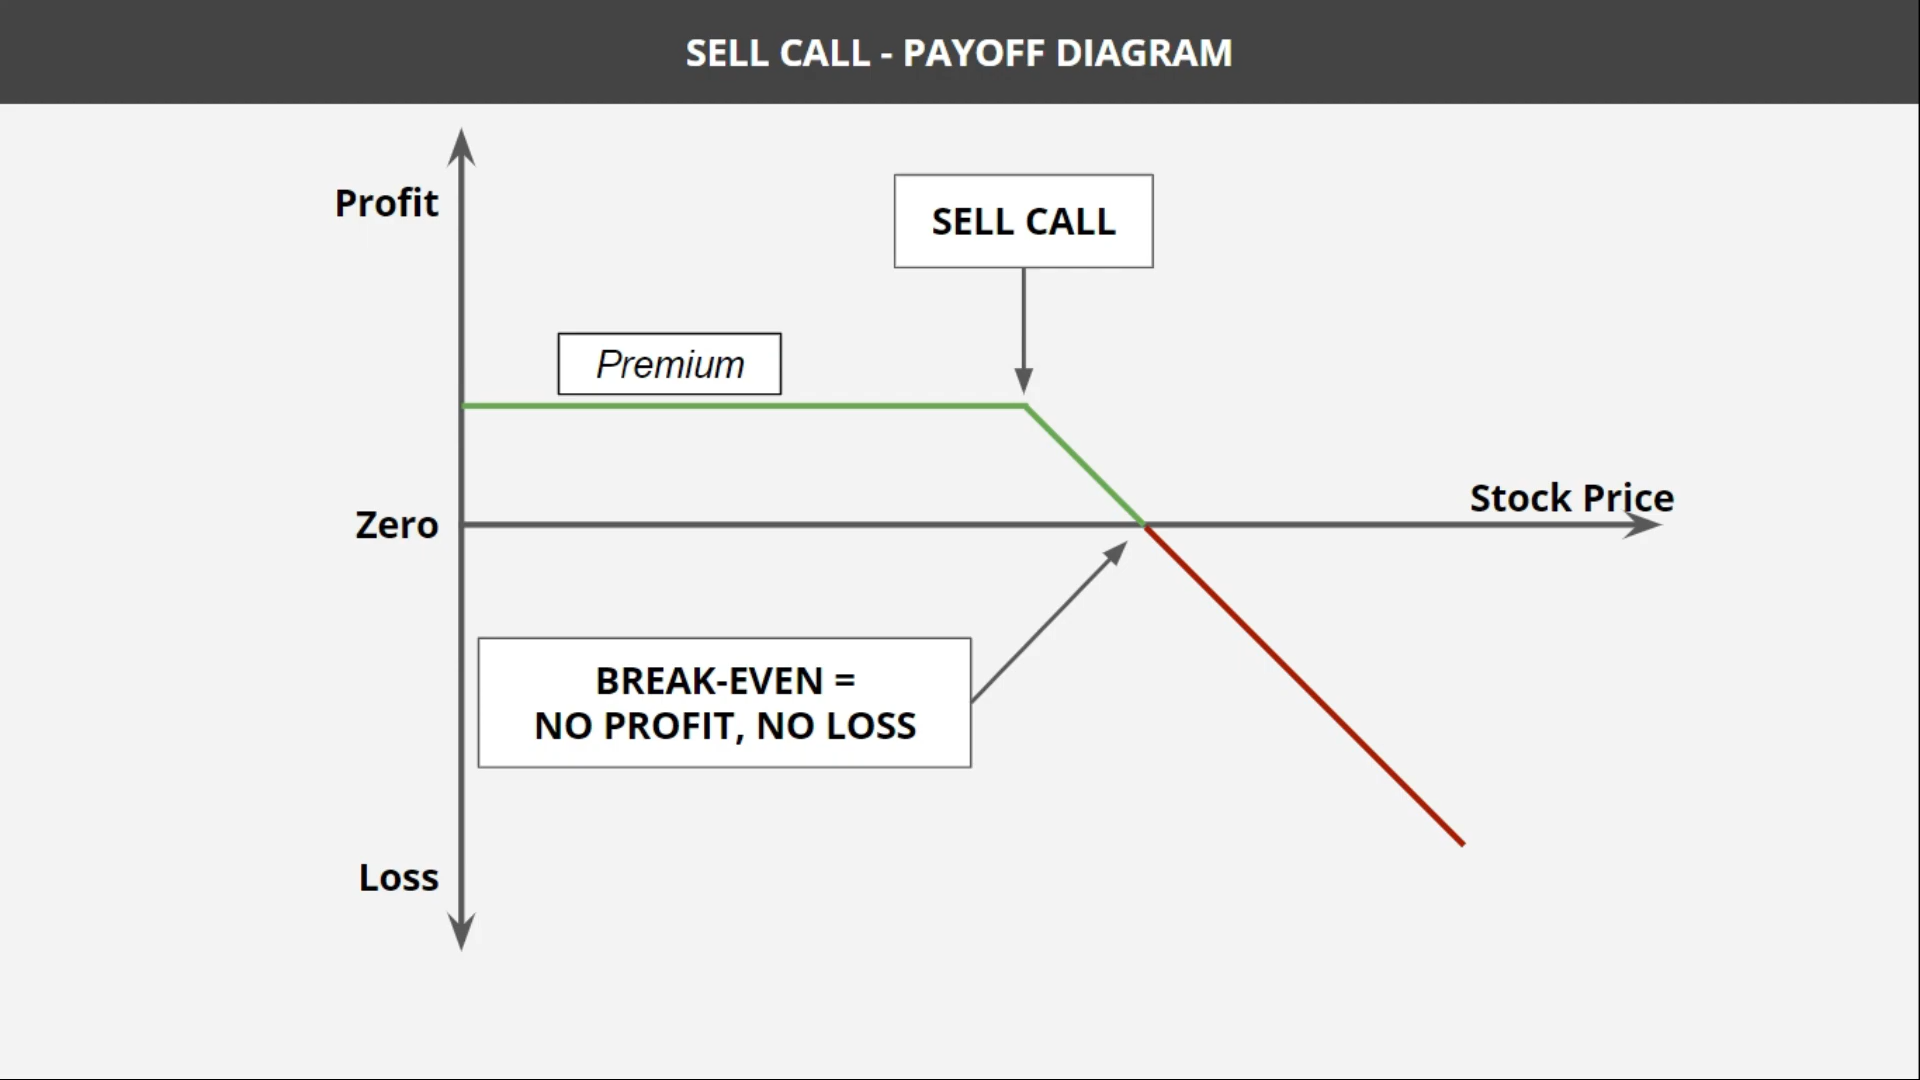 SELL CALL - PAYOFF DIAGRAM
Profit
SELL CALL
Premium
Stock Price
Zero
BREAK-EVEN =
NO PROFIT, NO LOSS
Loss